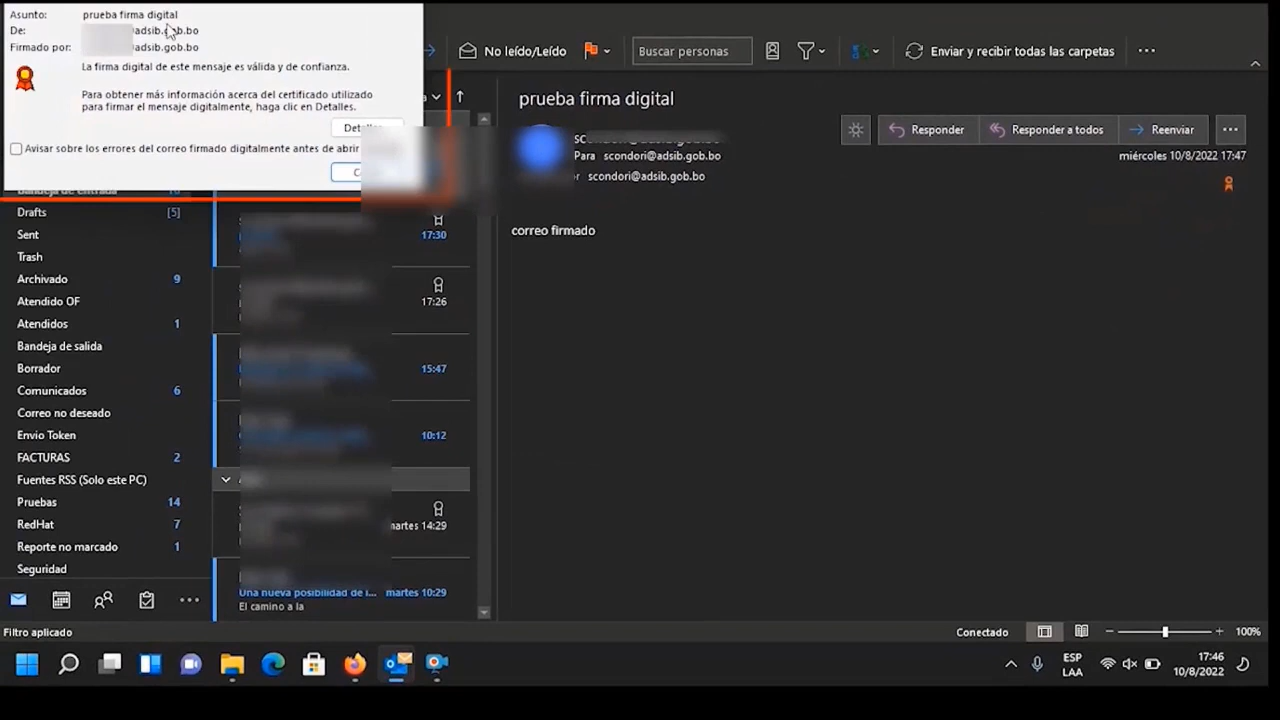 Asunto: prueba firma digital
De: @adsib.gob.bo
Firmado por: @adsib.gob.bo
La firma digital de este mensaje es válida y de confianza.
Para obtener más información acerca del certificado utilizado
para firmar el mensaje digitalmente, haga clic en Detalles.
Avisar sobre los errores del correo firmado digitalmente antes de abrir
No leído/Leído
Buscar personas
Enviar y recibir todas las carpetas
Bandeja de entrada
Drafts [5]
Sent
Trash
Archivado 9
Atendido OF
Atendidos 1
Bandeja de salida
Borrador
Comunicados 6
Correo no deseado
Envio Token
FACTURAS 2
Fuentes RSS (Solo este PC)
Pruebas 14
RedHat 7
Reporte no marcado 1
Seguridad
17:30
17:26
15:47
10:12
martes 14:29
Una nueva posibilidad de i... martes 10:29
El camino a la
prueba firma digital
Para scondori@adsib.gob.bo
scondori@adsib.gob.bo
Responder
Responder a todos
Reenviar
miércoles 10/8/2022 17:47
correo firmado
Filtro aplicado
Conectado
100%
ESP
LAA
17:46
10/8/2022